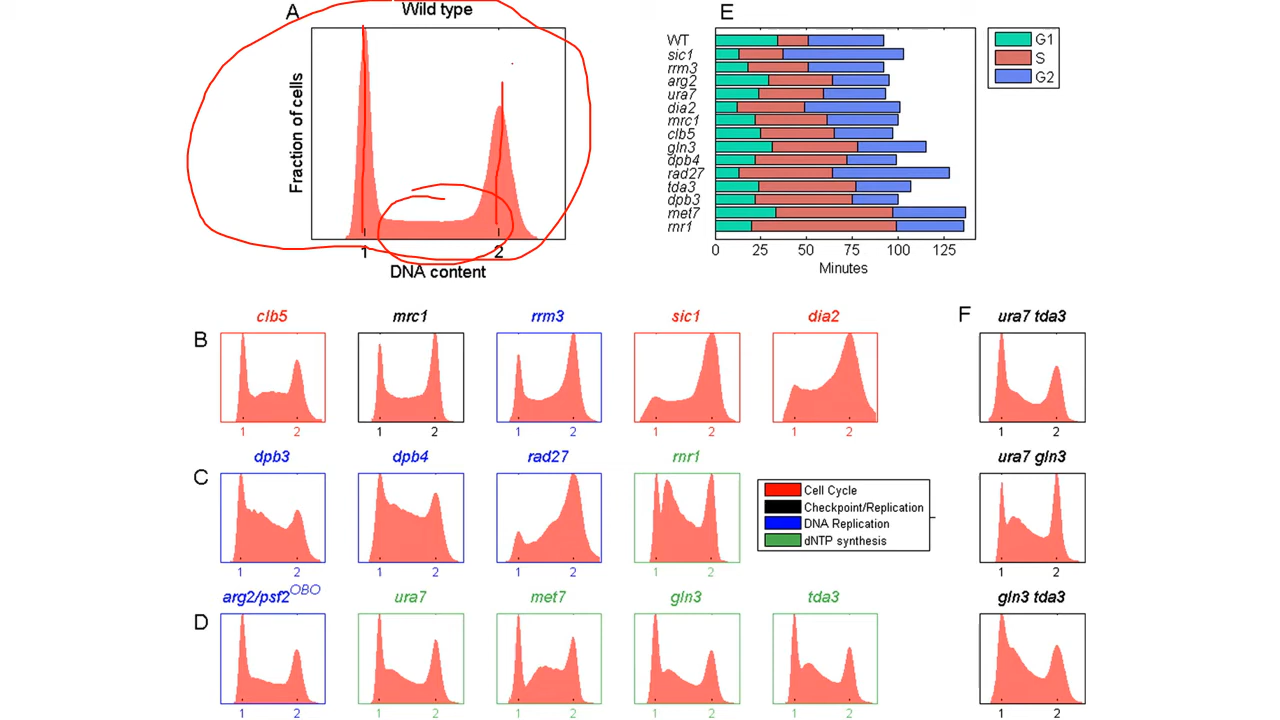 A
Wild type
Fraction of cells
1 2
DNA content
E
WT
sic1
rrm3
arg2
ura7
dia2
mrc1
clb5
gln3
dpb4
rad27
tda3
dpb3
met7
rnr1
0 25 50 75 100 125
Minutes
G1
S
G2
B
clb5 mrc1 rrm3 sic1 dia2
1 2 1 2 1 2 1 2 1 2
C
dpb3 dpb4 rad27 rnr1
1 2 1 2 1 2 1 2
Cell Cycle
Checkpoint/Replication
DNA Replication
dNTP synthesis
D
arg2/psf2OBO ura7 met7 gln3 tda3
1 2 1 2 1 2 1 2 1 2
F
ura7 tda3
1 2
ura7 gln3
1 2
gln3 tda3
1 2